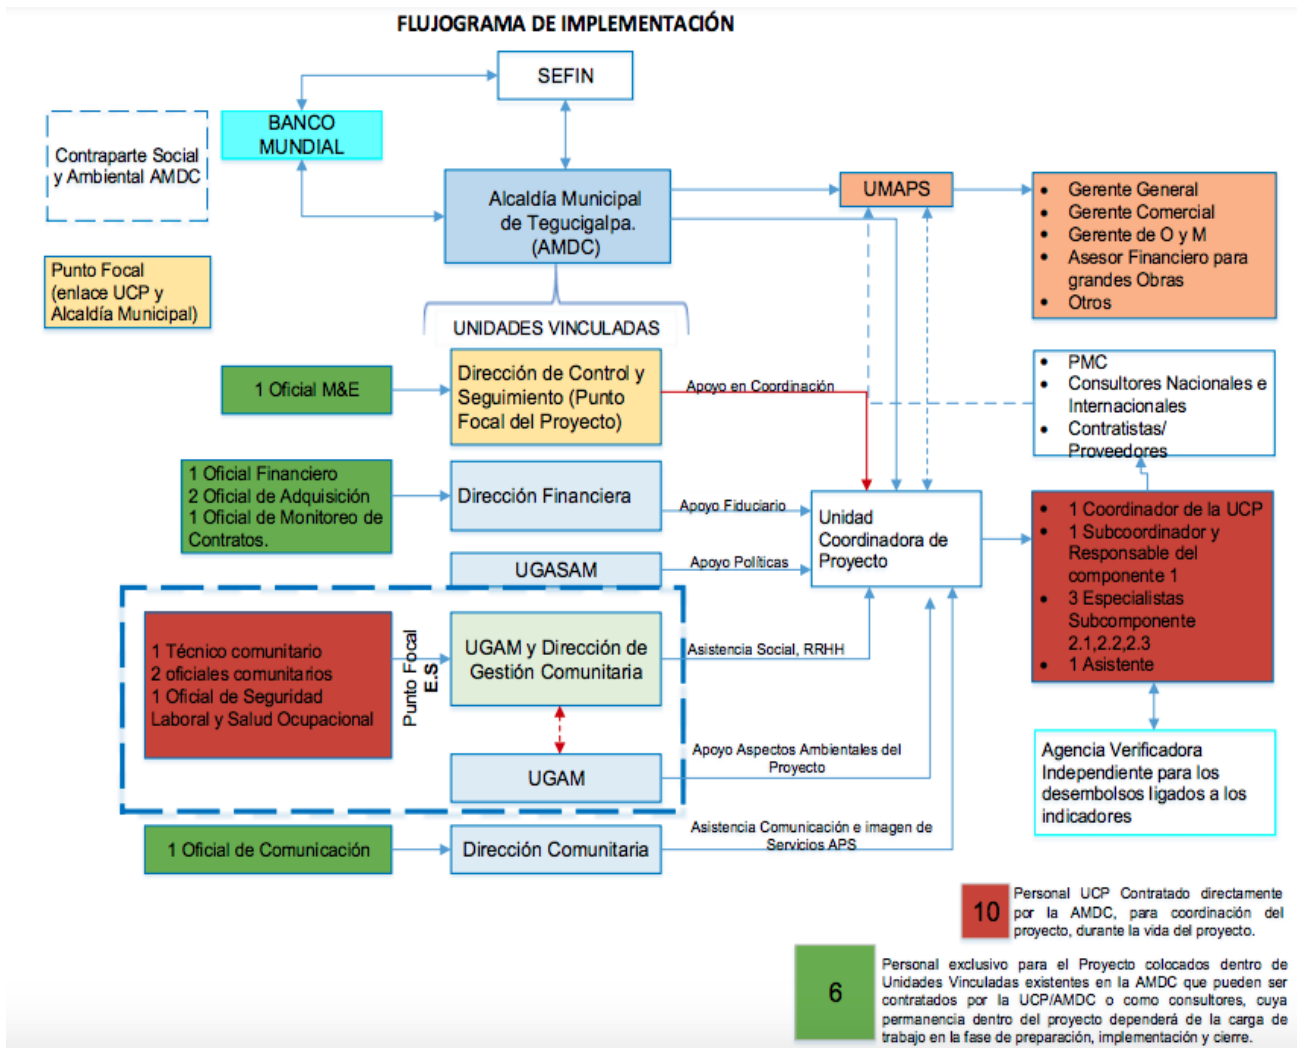 FLUJOGRAMA DE IMPLEMENTACIÓN
SEFIN
BANCO
MUNDIAL
Contraparte Social
y Ambiental AMDC
Alcaldía Municipal
de Tegucigalpa.
(AMDC)
UMAPS
• Gerente General
• Gerente Comercial
• Gerente de O y M
• Asesor Financiero para
grandes Obras
• Otros
Punto Focal
(enlace UCP y
Alcaldía Municipal)
UNIDADES VINCULADAS
1 Oficial M&E
Dirección de Control y
Seguimiento (Punto
Focal del Proyecto)
Apoyo en Coordinación
• PMC
• Consultores Nacionales e
Internacionales
• Contratistas/
Proveedores
1 Oficial Financiero
2 Oficial de Adquisición
1 Oficial de Monitoreo de
Contratos.
Dirección Financiera
Apoyo Fiduciario
Unidad
Coordinadora de
Proyecto
• 1 Coordinador de la UCP
• 1 Subcoordinador y
Responsable del
componente 1
• 3 Especialistas
Subcomponente
2.1,2.2,2.3
• 1 Asistente
UGASAM
Apoyo Políticas
1 Técnico comunitario
2 oficiales comunitarios
1 Oficial de Seguridad
Laboral y Salud Ocupacional
Punto Focal
E.S
UGAM y Dirección de
Gestión Comunitaria
Asistencia Social, RRHH
UGAM
Apoyo Aspectos Ambientales del
Proyecto
Agencia Verificadora
Independiente para los
desembolsos ligados a los
indicadores
1 Oficial de Comunicación
Dirección Comunitaria
Asistencia Comunicación e imagen de
Servicios APS
10
Personal UCP Contratado directamente
por la AMDC, para coordinación del
proyecto, durante la vida del proyecto.
6
Personal exclusivo para el Proyecto colocados dentro de
Unidades Vinculadas existentes en la AMDC que pueden ser
contratados por la UCP/AMDC o como consultores, cuya
permanencia dentro del proyecto dependerá de la carga de
trabajo en la fase de preparación, implementación y cierre.